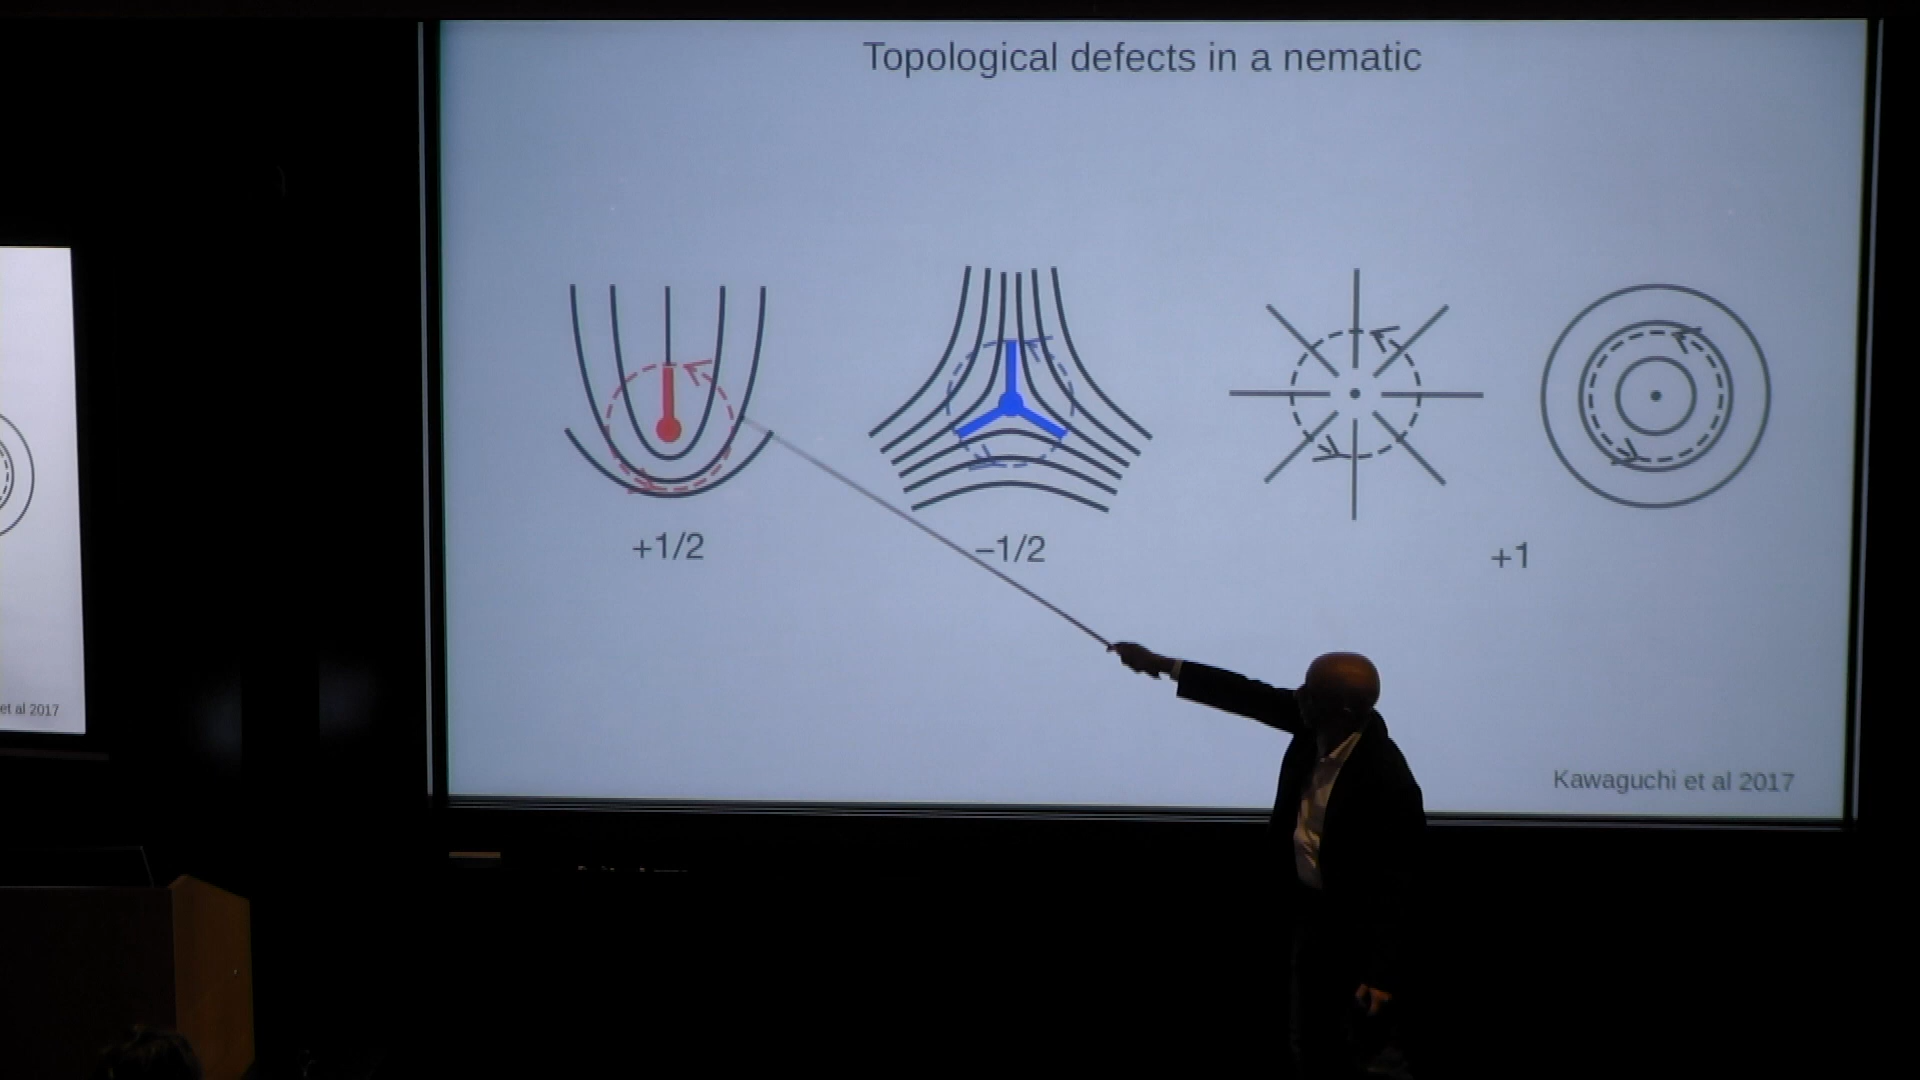 Topological defects in a nematic
+1/2
−1/2
+1
Kawaguchi et al 2017
et al 2017